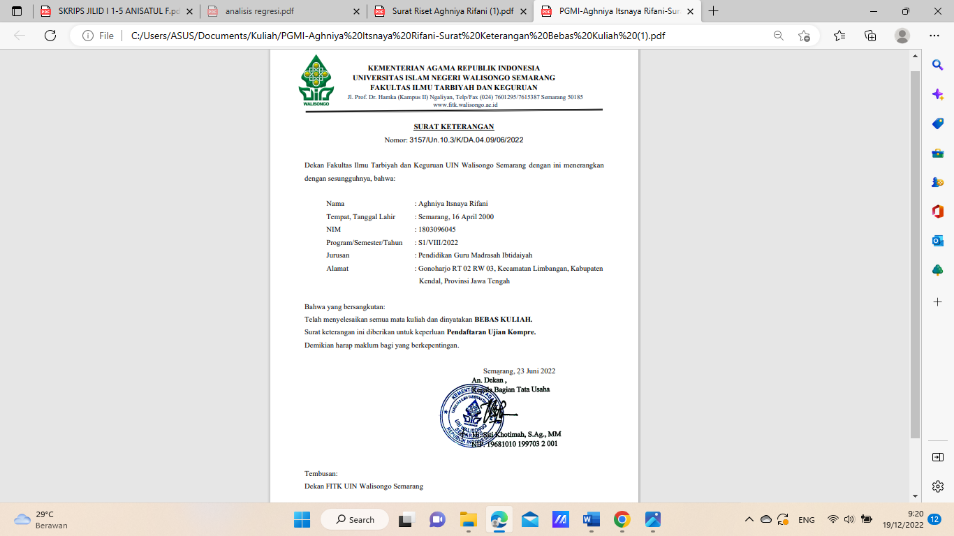 SKRIPS JILID I 1-5 ANISATUL F.pd
analisis regresi.pdf
Surat Riset Aghniya Rifani (1).pdf
PGMI-Aghniya Itsnaya Rifani-Sur
File
C:/Users/ASUS/Documents/Kuliah/PGMI-Aghniya%20Itsnaya%20Rifani-Surat%20Keterangan%20Bebas%20Kuliah%20(1).pdf
WALISONGO
KEMENTERIAN AGAMA REPUBLIK INDONESIA
UNIVERSITAS ISLAM NEGERI WALISONGO SEMARANG
FAKULTAS ILMU TARBIYAH DAN KEGURUAN
Jl. Prof. Dr. Hamka (Kampus II) Ngaliyan, Telp/Fax (024) 7601295/7615387 Semarang 50185
www.fitk.walisongo.ac.id
SURAT KETERANGAN
Nomor: 3157/Un.10.3/K/DA.04.09/06/2022
Dekan Fakultas Ilmu Tarbiyah dan Keguruan UIN Walisongo Semarang dengan ini menerangkan
dengan sesungguhnya, bahwa:
Nama : Aghniya Itsnaya Rifani
Tempat, Tanggal Lahir : Semarang, 16 April 2000
NIM : 1803096045
Program/Semester/Tahun : S1/VIII/2022
Jurusan : Pendidikan Guru Madrasah Ibtidaiyah
Alamat : Gonoharjo RT 02 RW 03, Kecamatan Limbangan, Kabupaten
Kendal, Provinsi Jawa Tengah
Bahwa yang bersangkutan:
Telah menyelesaikan semua mata kuliah dan dinyatakan BEBAS KULIAH.
Surat keterangan ini diberikan untuk keperluan Pendaftaran Ujian Kompre.
Demikian harap maklum bagi yang berkepentingan.
Semarang, 23 Juni 2022
An. Dekan ,
Kepala Bagian Tata Usaha
Khotimah, S.Ag., MM
NIP. 19681010 199703 2 001
Tembusan:
Dekan FITK UIN Walisongo Semarang
29°C
Berawan
Search
ENG
9:20
19/12/2022
12